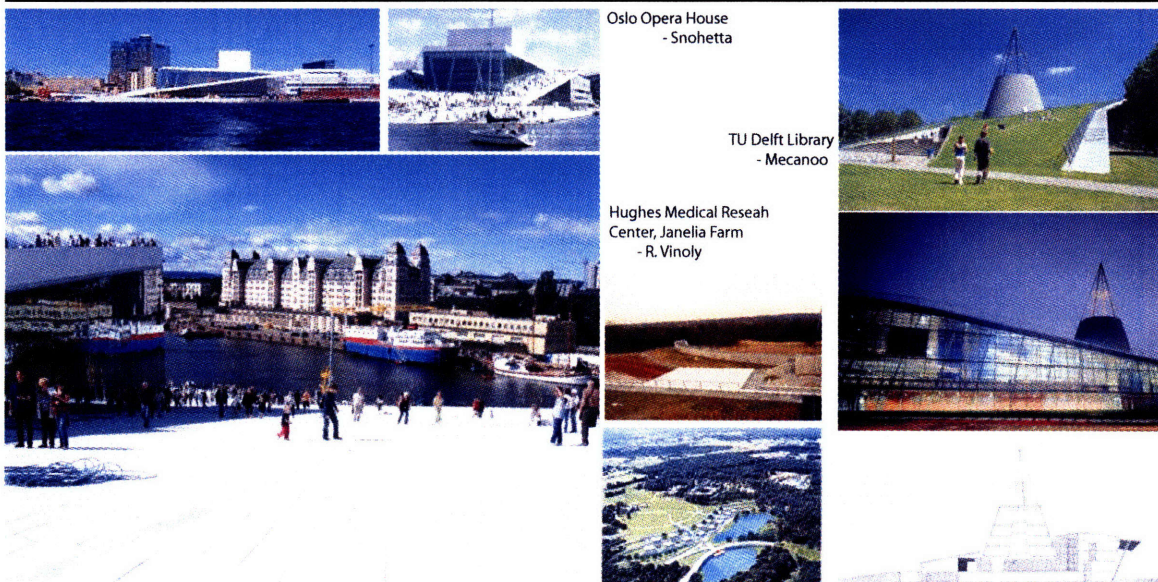 Oslo Opera House
- Snohetta
TU Delft Library
- Mecanoo
Hughes Medical Reseah
Center, Janelia Farm
- R. Vinoly